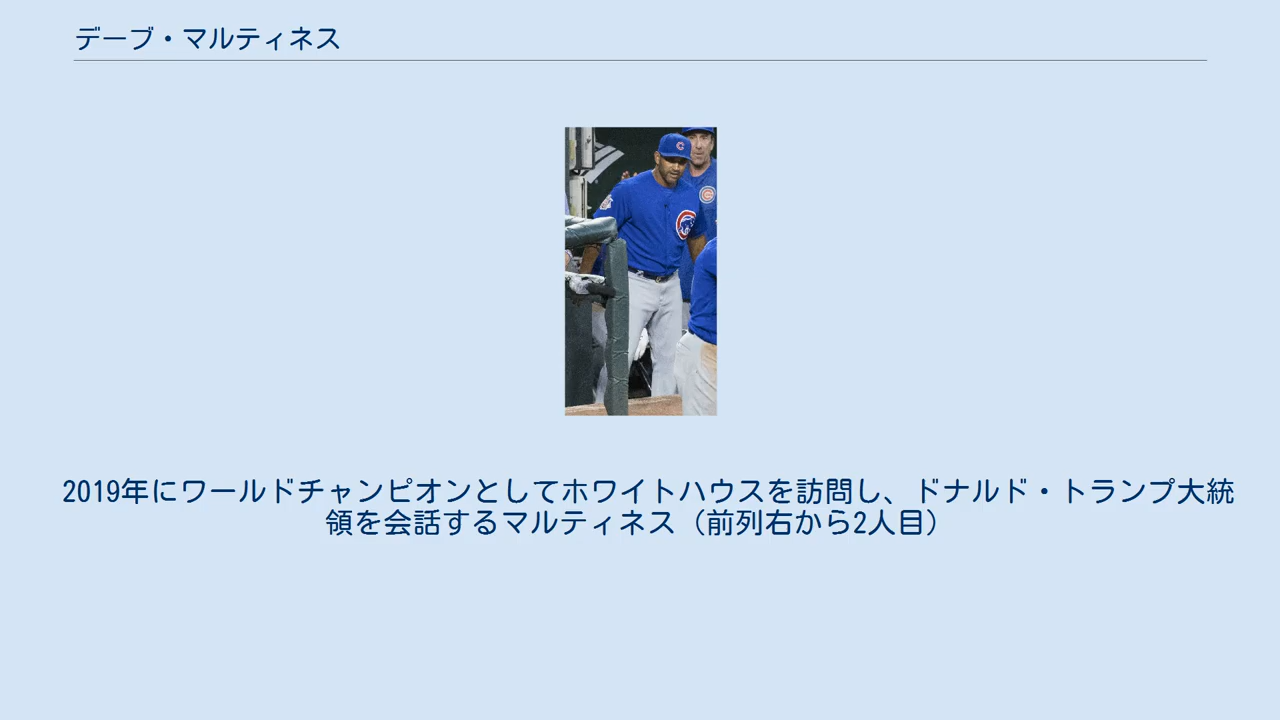 デーブ・マルティネス
2019年にワールドチャンピオンとしてホワイトハウスを訪問し、ドナルド・トランプ大統
領を会話するマルティネス（前列右から2人目）